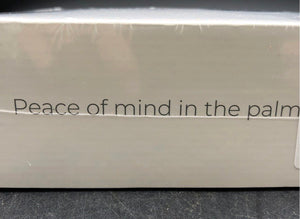 Peace of mind in the palm